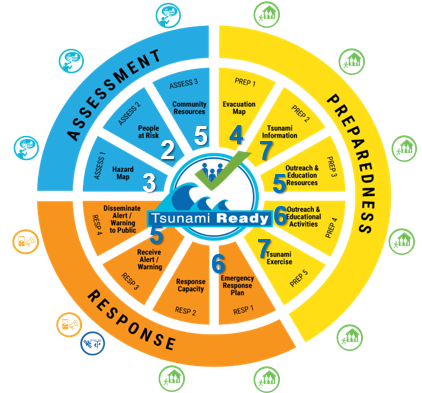 ASSESSMENT
PREPAREDNESS
RESPONSE
ASSESS 1
Hazard
Map
3
ASSESS 2
People
at Risk
2
ASSESS 3
Community
Resources
5
PREP 1
Evacuation
Map
4
PREP 2
Tsunami
Information
7
PREP 3
Outreach &
Education
Resources
5
PREP 4
Outreach &
Educational
Activities
6
PREP 5
Tsunami
Exercise
7
RESP 1
Emergency
Response
Plan
6
RESP 2
Response
Capacity
RESP 3
Receive
Alert /
Warning
5
RESP 4
Disseminate
Alert /
Warning
to Public
Tsunami Ready